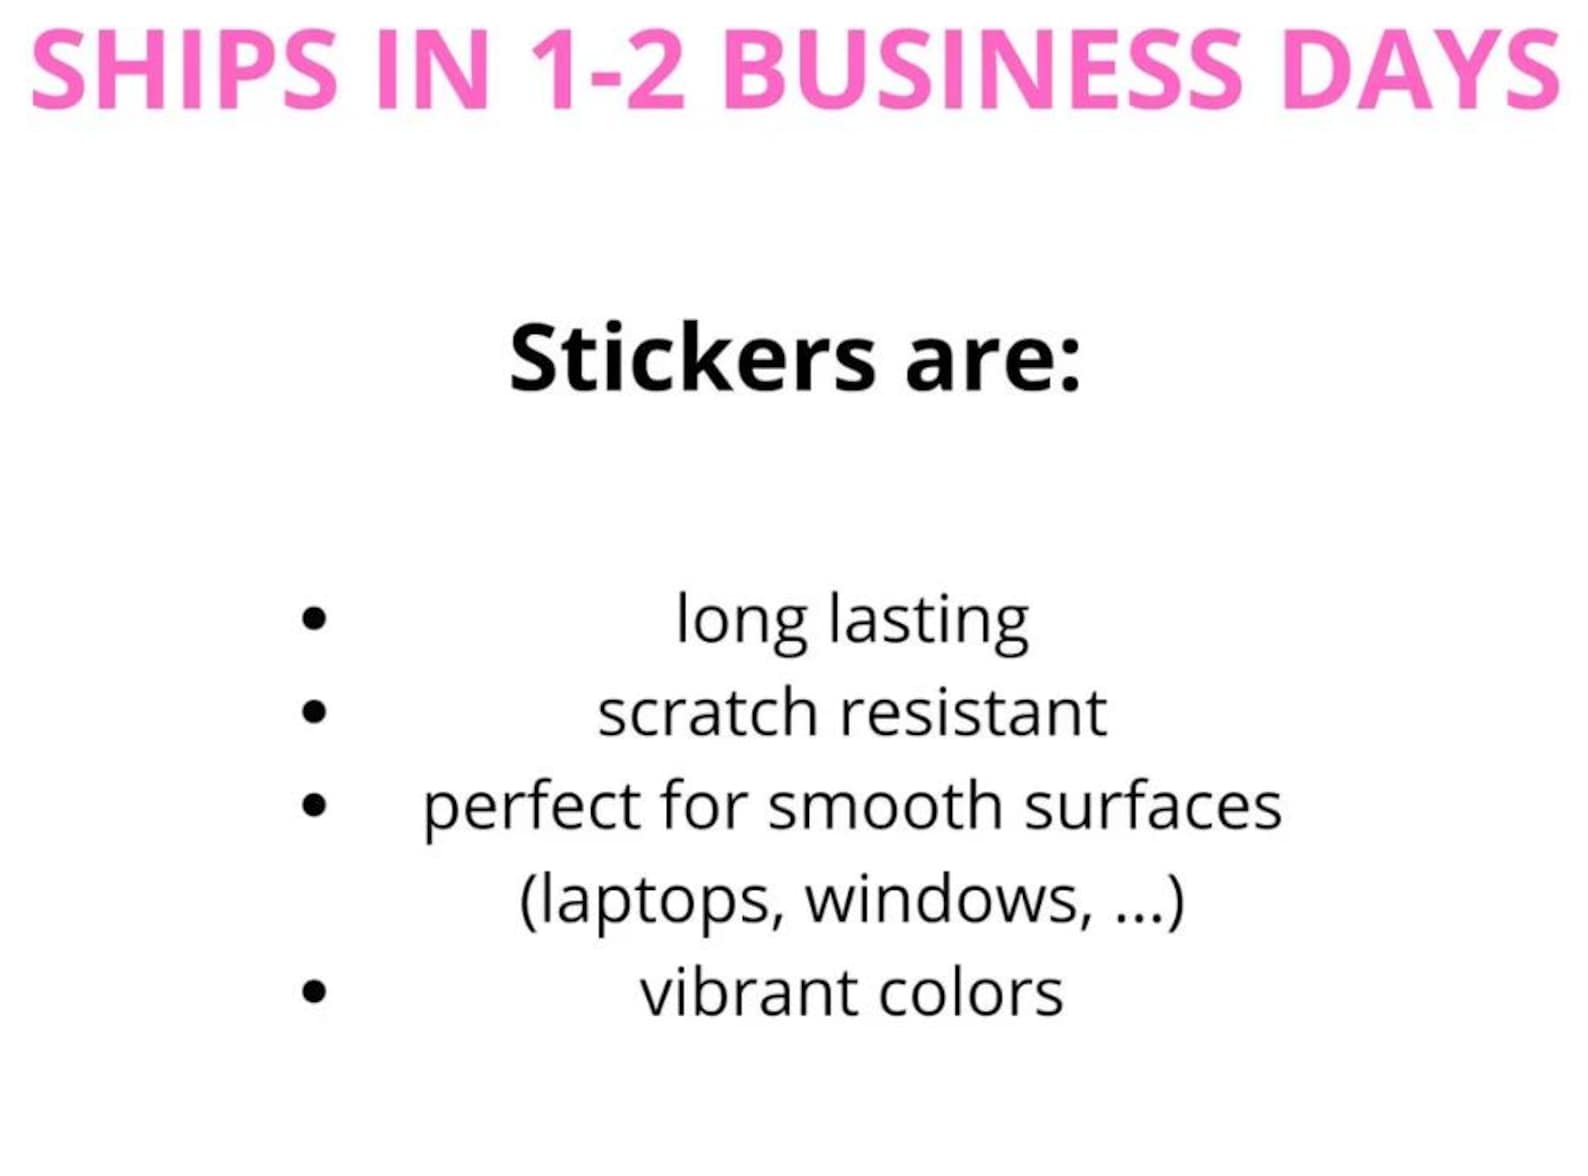 SHIPS IN 1-2 BUSINESS DAYS
Stickers are:
• long lasting
• scratch resistant
• perfect for smooth surfaces
(laptops, windows, ...)
• vibrant colors